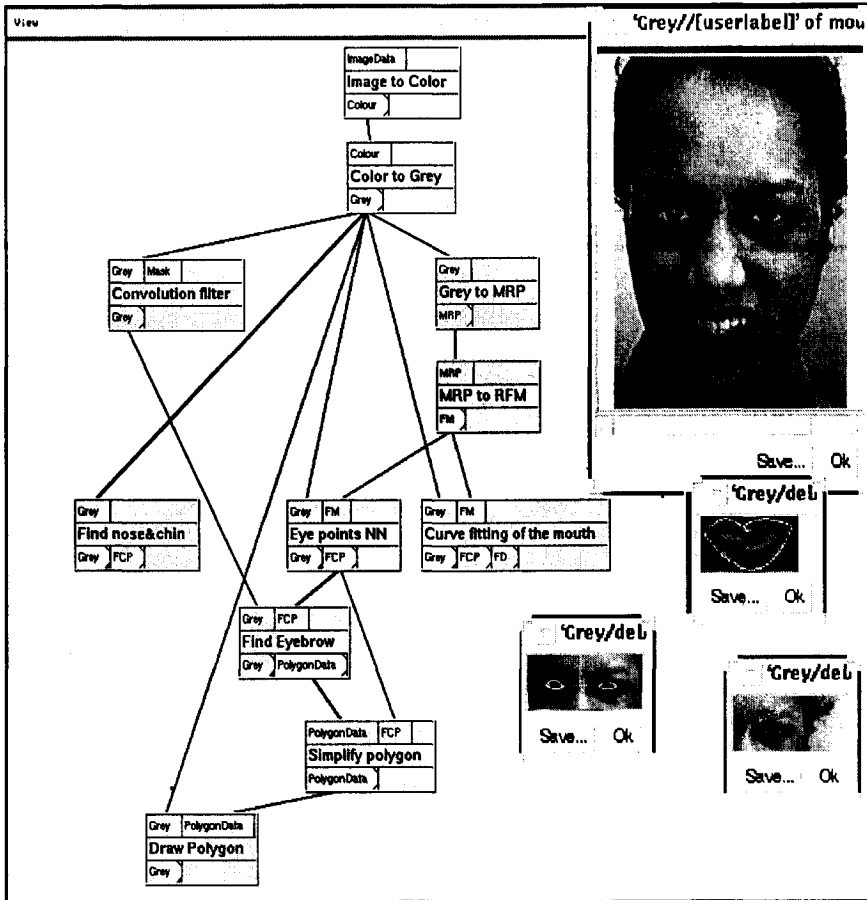 View
'Grey//[userlabel]' of mou
ImageData
Image to Color
Colour
Colour
Color to Grey
Grey
Grey Mask
Convolution filter
Grey
Grey
Grey to MRP
MRP
MRP
MRP to RFM
FM
Save... Ok
Grey
Find nose&chin
Grey FCP
Grey FM
Eye points NN
Grey FCP
Grey FM
Curve fitting of the mouth
Grey FCP FD
'Grey/del
Save... Ok
Grey FCP
Find Eyebrow
Grey PolygonData
'Grey/del
Save... Ok
'Grey/del
Save... Ok
PolygonData FCP
Simplify polygon
PolygonData
Grey PolygonData
Draw Polygon
Grey